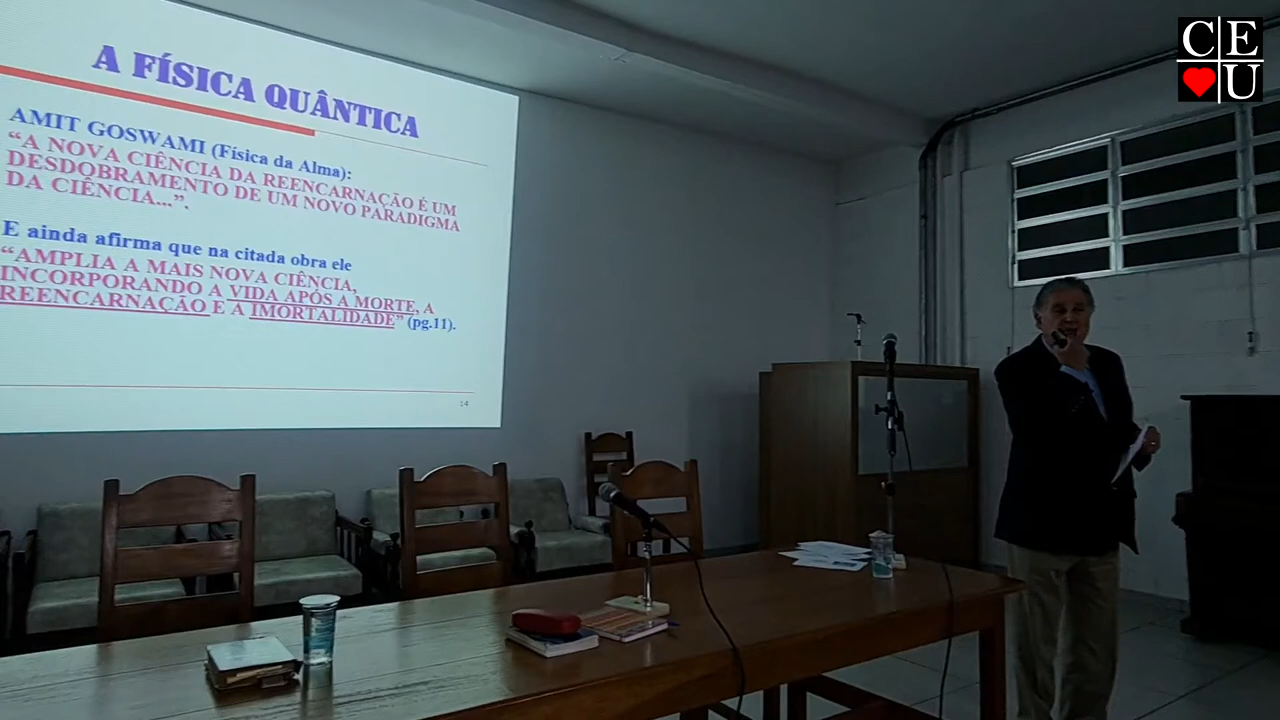 A FÍSICA QUÂNTICA
AMIT GOSWAMI (Física da Alma):
“A NOVA CIÊNCIA DA REENCARNAÇÃO É UM
DESDOBRAMENTO DE UM NOVO PARADIGMA
DA CIÊNCIA...”.
E ainda afirma que na citada obra ele
“AMPLIA A MAIS NOVA CIÊNCIA,
INCORPORANDO A VIDA APÓS A MORTE, A
REENCARNAÇÃO E A IMORTALIDADE” (pg.11).
14
CE
U